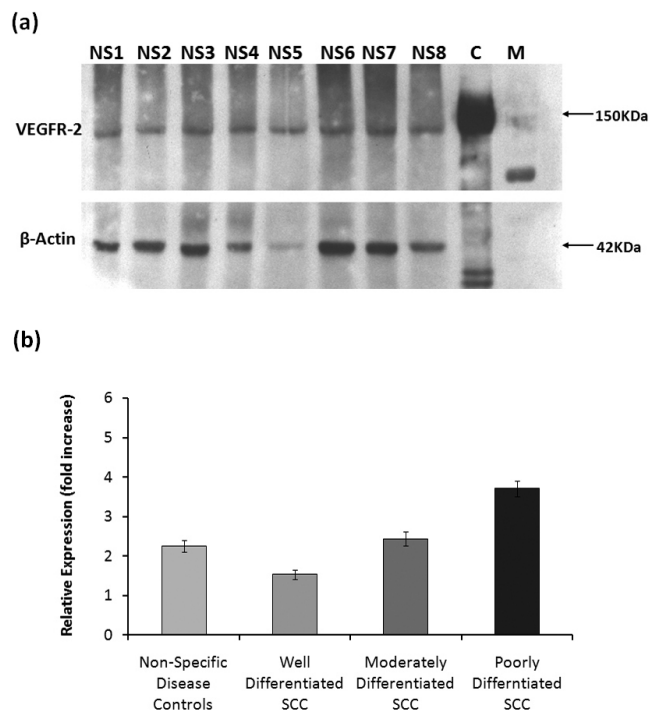 (a)
NS1 NS2 NS3 NS4 NS5 NS6 NS7 NS8 C M
VEGFR-2
150KDa
β-Actin
42KDa
(b)
Relative Expression (fold increase)
6
5
4
3
2
1
0
Non-Specific
Disease
Controls
Well
Differentiated
SCC
Moderately
Differentiated
SCC
Poorly
Differntiated
SCC